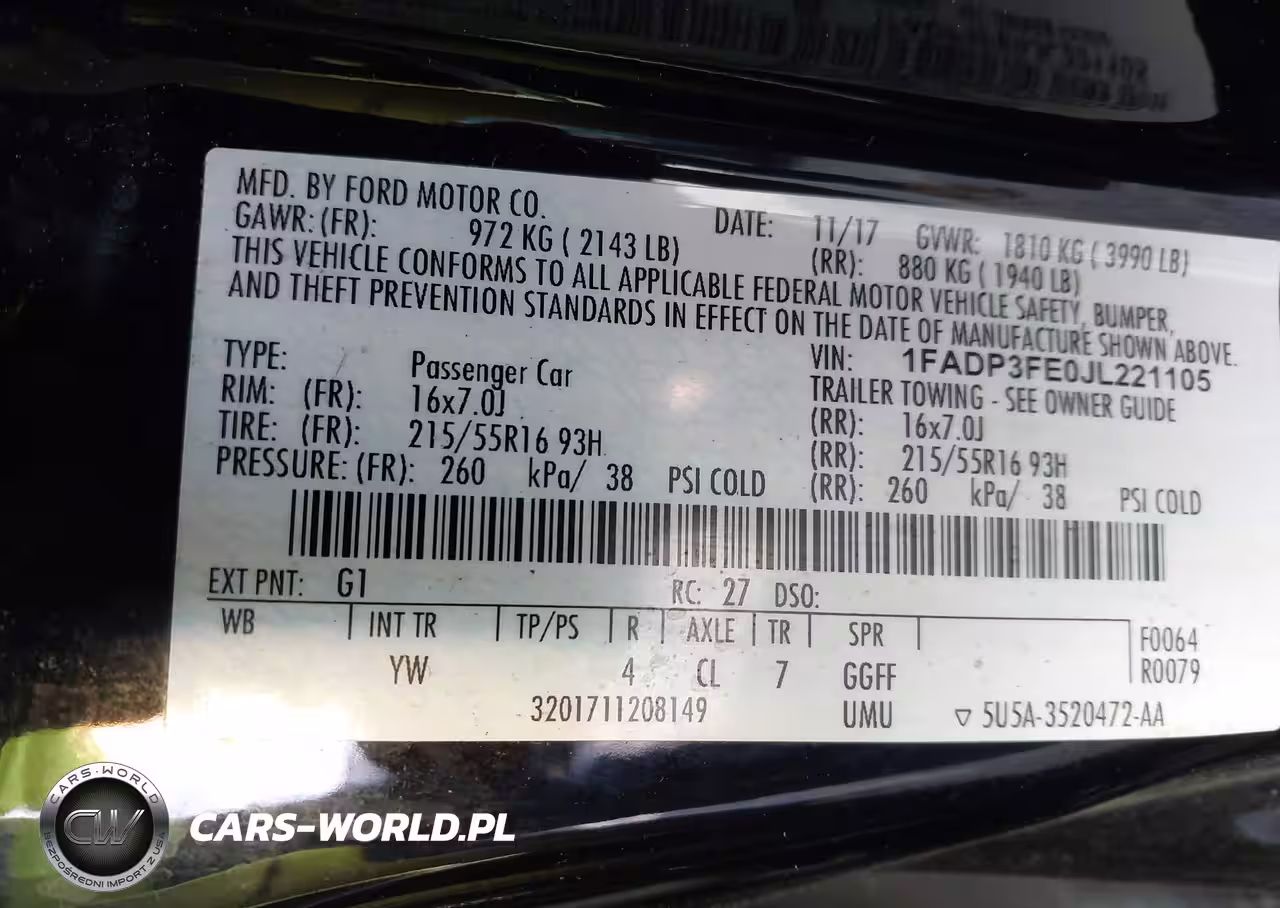 MFD. BY FORD MOTOR CO. DATE: 11/17 GVWR: 1810 KG ( 3990 LB)
GAWR: (FR): 972 KG ( 2143 LB) (RR): 880 KG ( 1940 LB)
THIS VEHICLE CONFORMS TO ALL APPLICABLE FEDERAL MOTOR VEHICLE SAFETY, BUMPER,
AND THEFT PREVENTION STANDARDS IN EFFECT ON THE DATE OF MANUFACTURE SHOWN ABOVE.
TYPE: Passenger Car VIN: 1FADP3FE0JL221105
TRAILER TOWING - SEE OWNER GUIDE
RIM: (FR): 16x7.0J (RR): 16x7.0J
TIRE: (FR): 215/55R16 93H (RR): 215/55R16 93H
PRESSURE: (FR): 260 kPa/ 38 PSI COLD (RR): 260 kPa/ 38 PSI COLD
EXT PNT: G1 RC: 27 DSO:
WB INT TR TP/PS R AXLE TR SPR F0064
YW 4 CL 7 GGFF R0079
3201711208149 UMU ▽ 5U5A-3520472-AA
CARS-WORLD
CW
BEZPOŚREDNI IMPORT Z USA
CARS-WORLD.PL